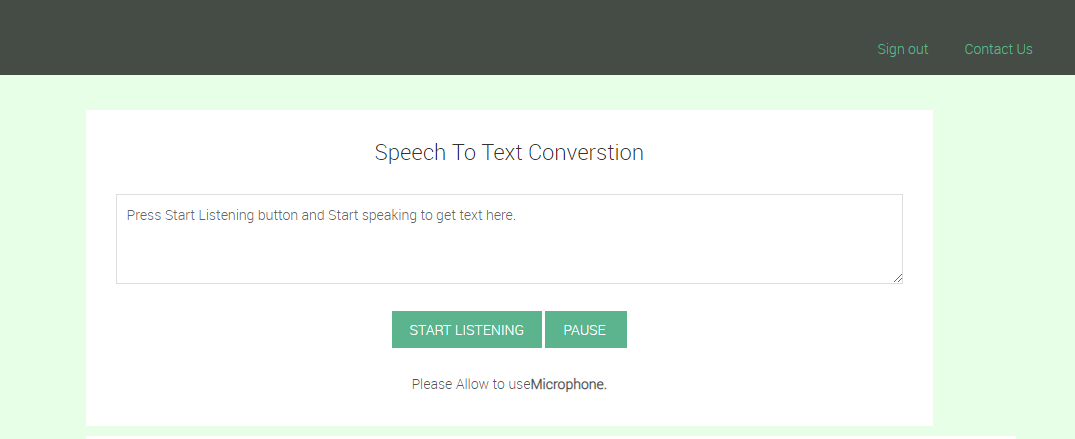 Sign out Contact Us
Speech To Text Converstion
Press Start Listening button and Start speaking to get text here.
START LISTENING PAUSE
Please Allow to useMicrophone.